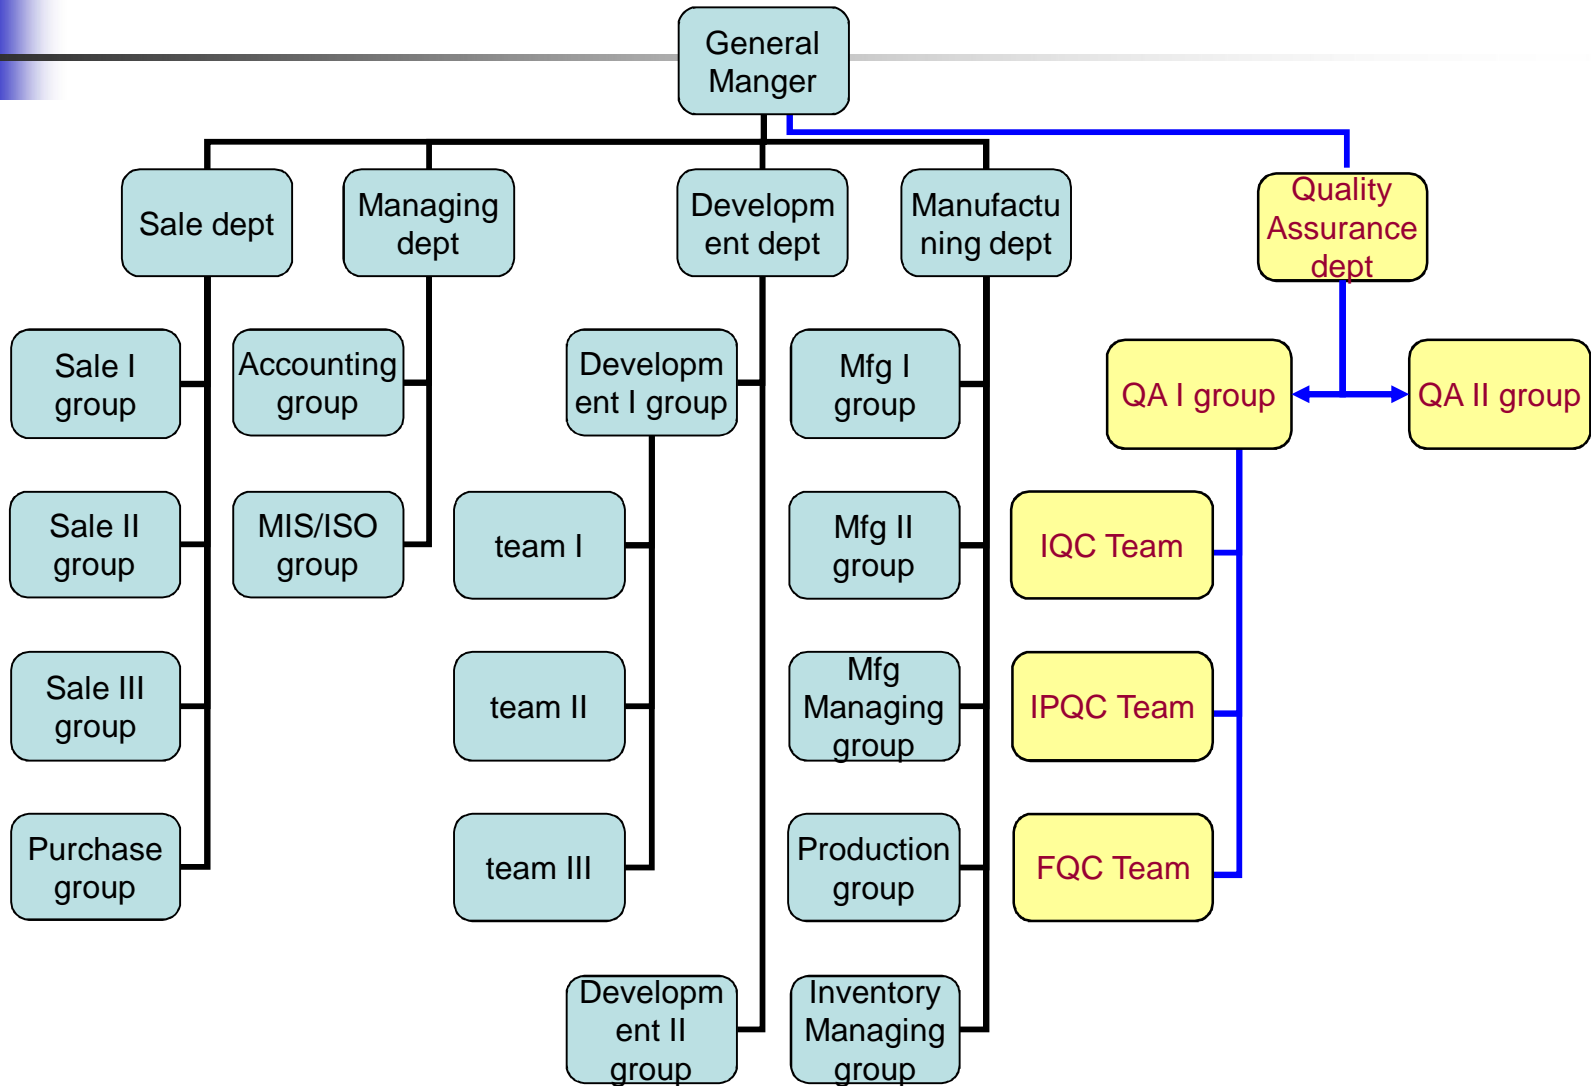 General
Manger
Sale dept
Managing
dept
Developm
ent dept
Manufactu
ning dept
Quality
Assurance
dept
Sale I
group
Accounting
group
Developm
ent I group
Mfg I
group
QA I group
QA II group
Sale II
group
MIS/ISO
group
team I
Mfg II
group
IQC Team
Sale III
group
team II
Mfg
Managing
group
IPQC Team
Purchase
group
team III
Production
group
FQC Team
Developm
ent II
group
Inventory
Managing
group